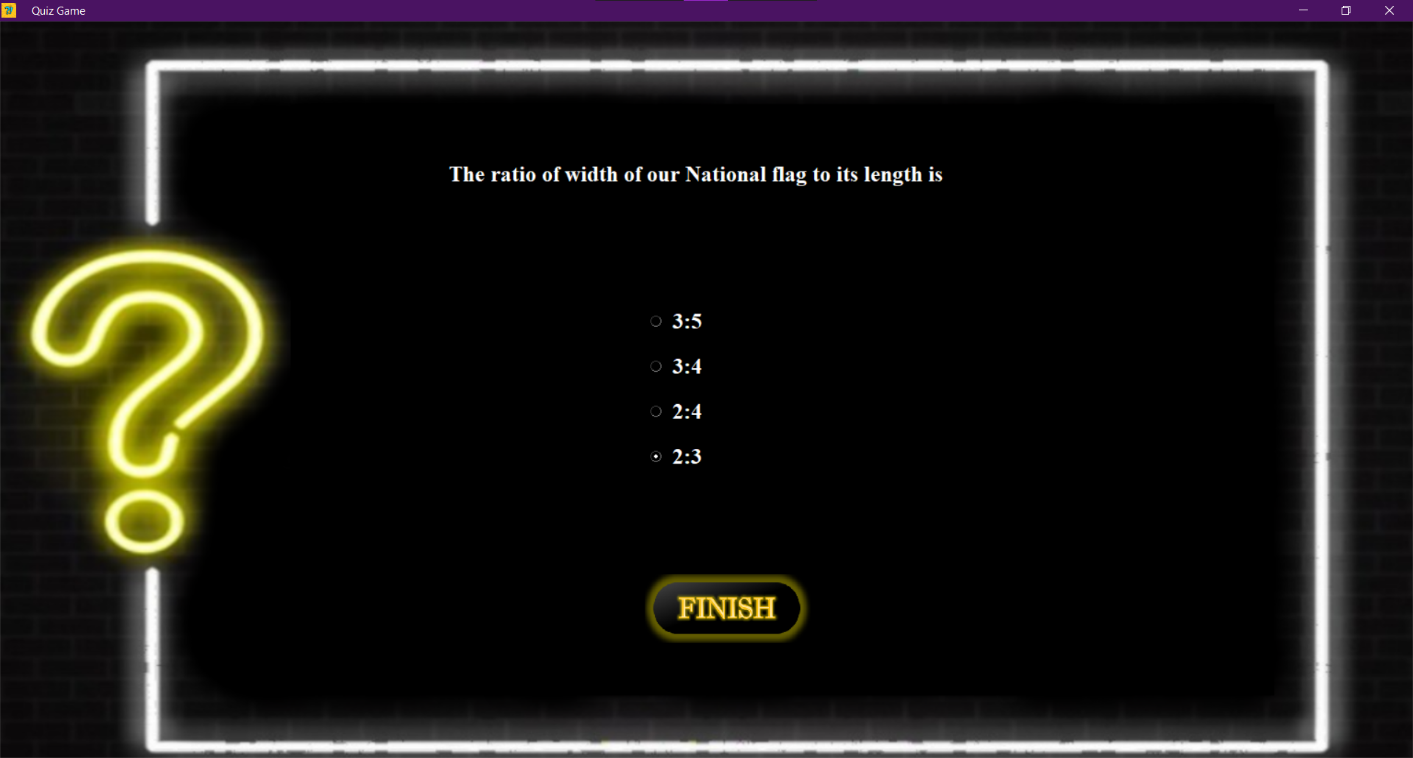 Quiz Game
The ratio of width of our National flag to its length is
3:5
3:4
2:4
2:3
FINISH